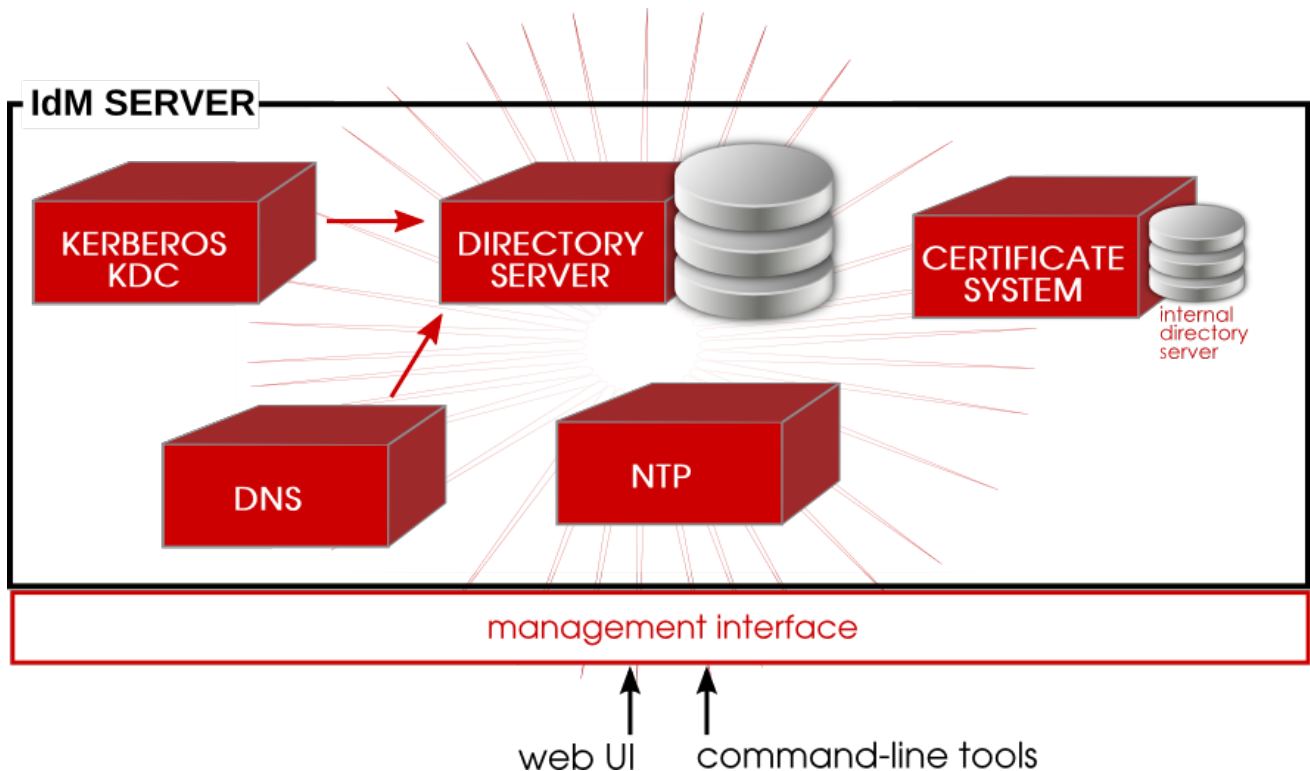 IdM SERVER
KERBEROS
KDC
DIRECTORY
SERVER
CERTIFICATE
SYSTEM
internal
directory
server
DNS
NTP
management interface
web UI
command-line tools